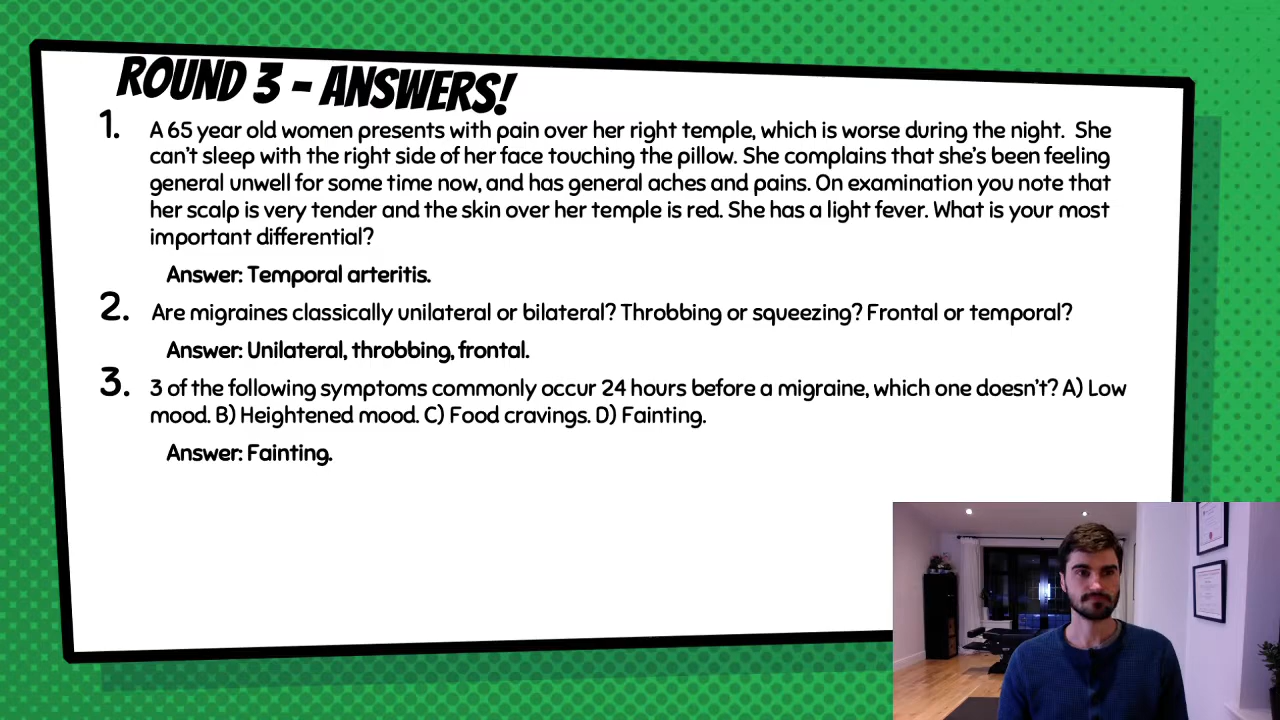 ROUND 3 - ANSWERS!
1. A 65 year old women presents with pain over her right temple, which is worse during the night. She
can't sleep with the right side of her face touching the pillow. She complains that she's been feeling
general unwell for some time now, and has general aches and pains. On examination you note that
her scalp is very tender and the skin over her temple is red. She has a light fever. What is your most
important differential?
Answer: Temporal arteritis.
2. Are migraines classically unilateral or bilateral? Throbbing or squeezing? Frontal or temporal?
Answer: Unilateral, throbbing, frontal.
3. 3 of the following symptoms commonly occur 24 hours before a migraine, which one doesn't? A) Low
mood. B) Heightened mood. C) Food cravings. D) Fainting.
Answer: Fainting.